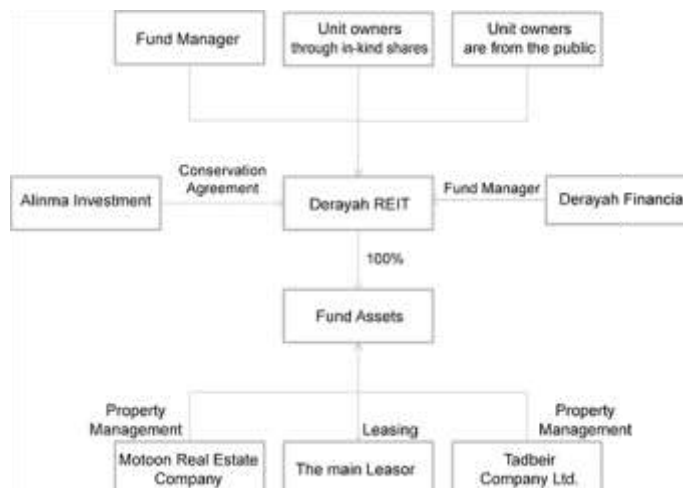 Fund Manager
Unit owners
through in-kind shares
Unit owners
are from the public
Conservation
Agreement
Fund Manager
Alinma Investment
Derayah REIT
Derayah Financial
100%
Fund Assets
Property
Management
Leasing
Property
Management
Motoon Real Estate
Company
The main Leasor
Tadbeir
Company Ltd.